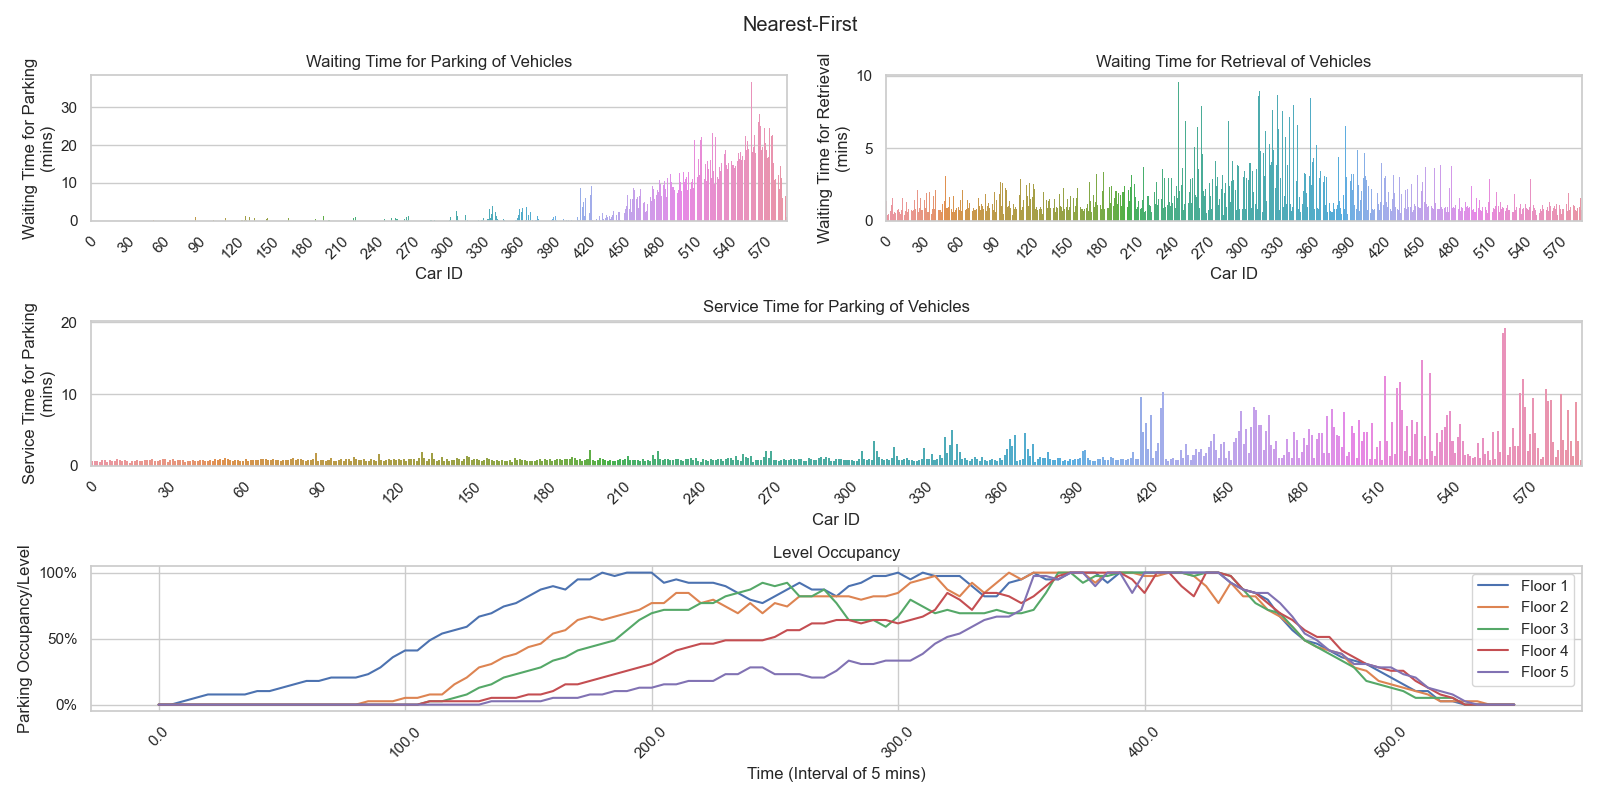 Nearest-First
Waiting Time for Parking of Vehicles
Waiting Time for Parking
(mins)
30
20
10
0
0 30 60 90 120 150 180 210 240 270 300 330 360 390 420 450 480 510 540 570
Car ID
Waiting Time for Retrieval of Vehicles
Waiting Time for Retrieval
(mins)
10
5
0
0 30 60 90 120 150 180 210 240 270 300 330 360 390 420 450 480 510 540 570
Car ID
Service Time for Parking of Vehicles
Service Time for Parking
(mins)
20
10
0
0 30 60 90 120 150 180 210 240 270 300 330 360 390 420 450 480 510 540 570
Car ID
Level Occupancy
Parking Occupancy/Level
100%
50%
0%
Floor 1
Floor 2
Floor 3
Floor 4
Floor 5
0.0 100.0 200.0 300.0 400.0 500.0
Time (Interval of 5 mins)